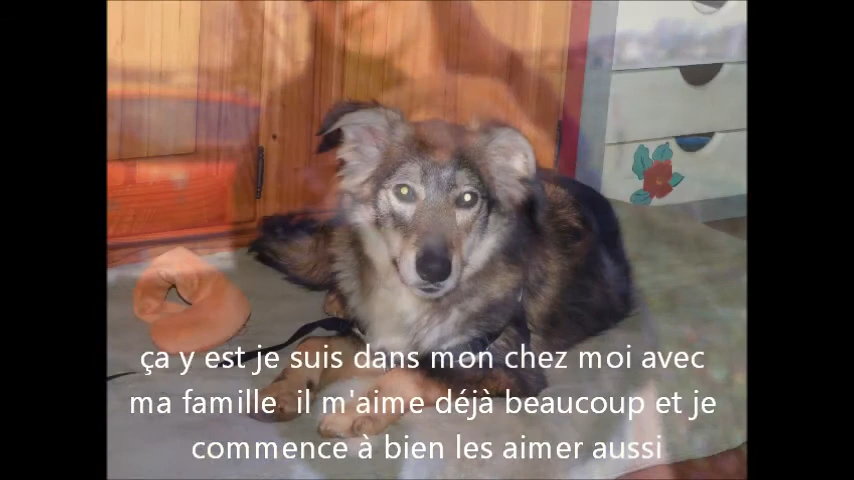 ça y est je suis dans mon chez moi avec
ma famille  il m'aime déjà beaucoup et je
commence à bien les aimer aussi